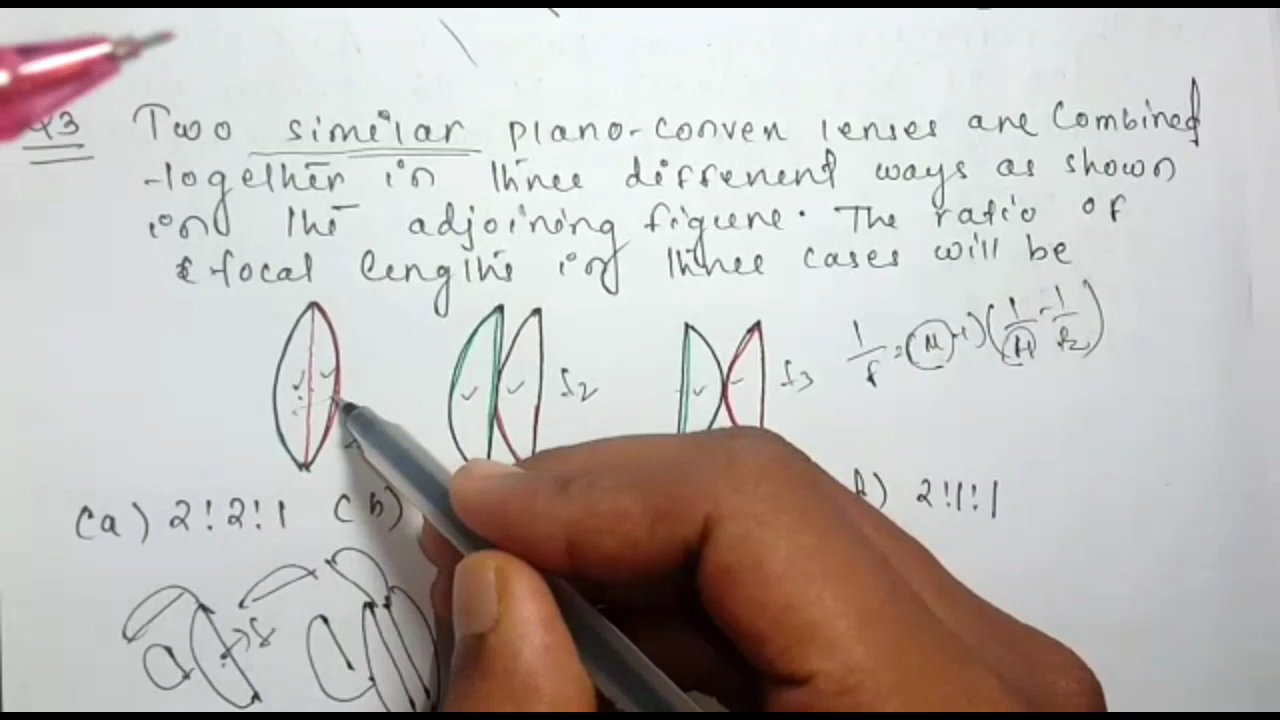 Q3 Two similar plano-conven lenses are combined
-together in three different ways as shown
in the adjoining figure. The ratio of
focal lengths in three cases will be
1/f = (μ-1)(1/R1 - 1/R2)
f2
f3
(a) 2:2:1 (b)
) 2:1:1